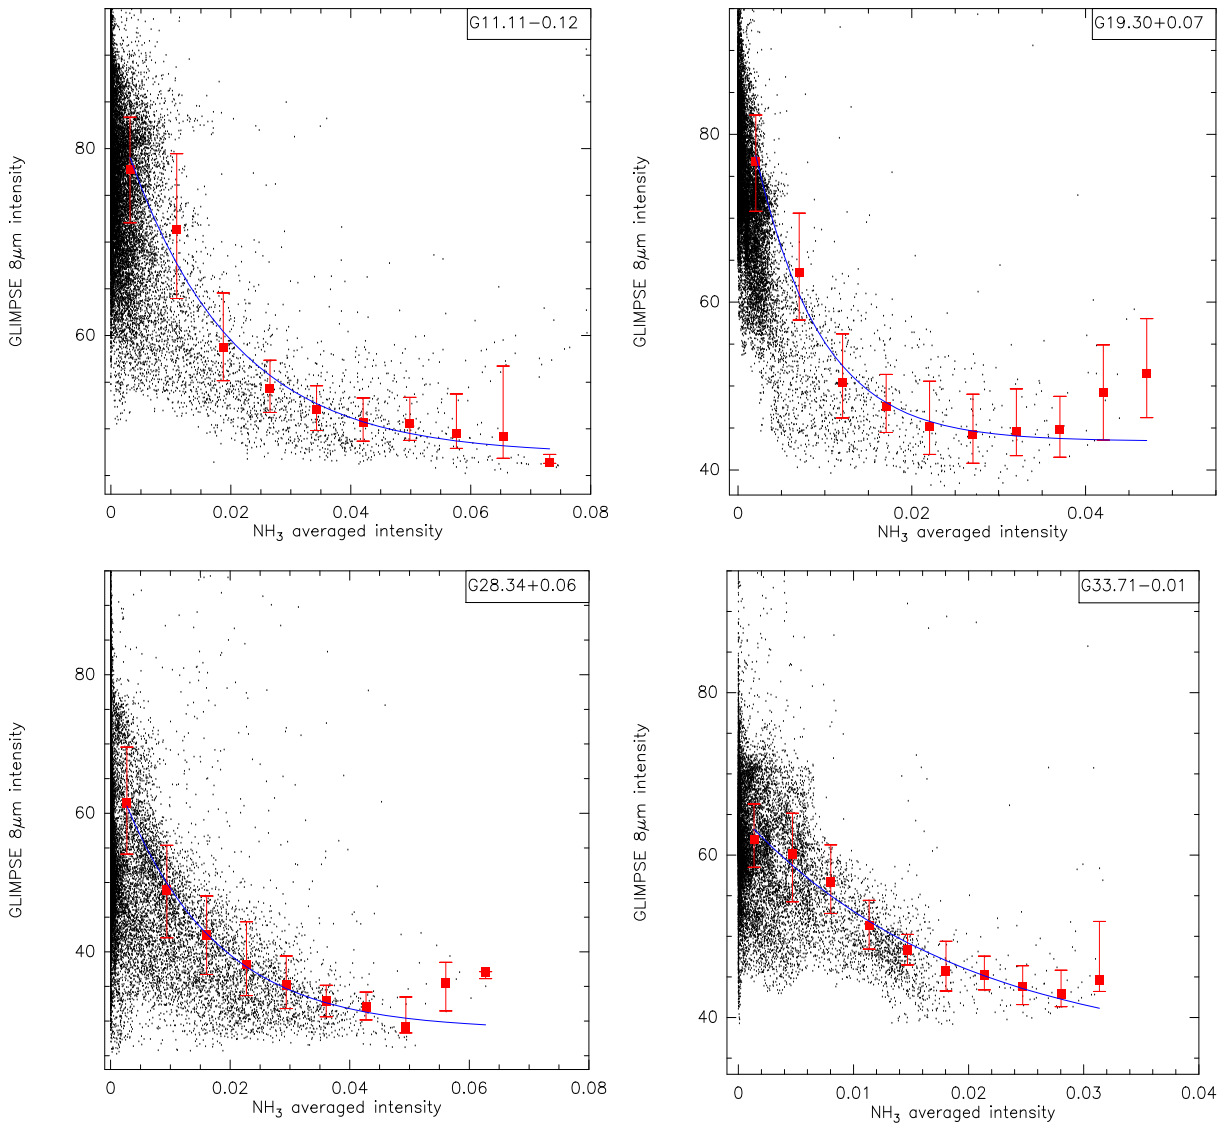 G11.11−0.12
80
60
GLIMPSE 8μm intensity
0 0.02 0.04 0.06 0.08
NH3 averaged intensity
G19.30+0.07
80
60
40
GLIMPSE 8μm intensity
0 0.02 0.04
NH3 averaged intensity
G28.34+0.06
80
60
40
GLIMPSE 8μm intensity
0 0.02 0.04 0.06 0.08
NH3 averaged intensity
G33.71−0.01
80
60
40
GLIMPSE 8μm intensity
0 0.01 0.02 0.03 0.04
NH3 averaged intensity